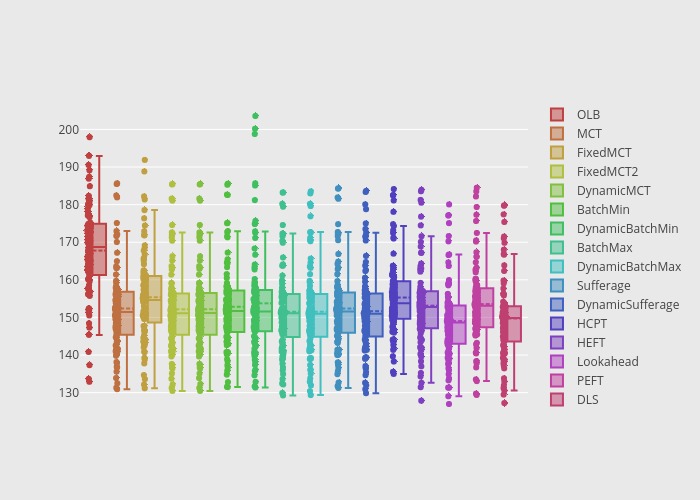 200
190
180
170
160
150
140
130
OLB
MCT
FixedMCT
FixedMCT2
DynamicMCT
BatchMin
DynamicBatchMin
BatchMax
DynamicBatchMax
Sufferage
DynamicSufferage
HCPT
HEFT
Lookahead
PEFT
DLS